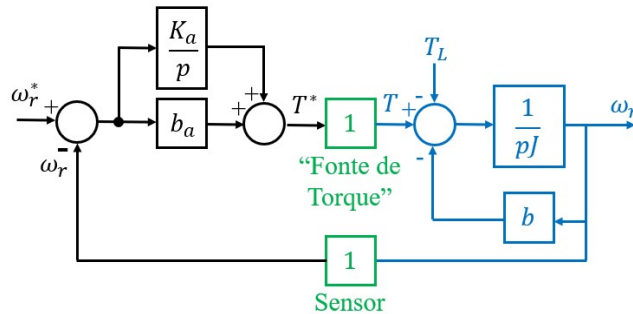 K_a
p
T_L
ω_r^*
+
+
+
T^*
T
+
-
1
ω_r
b_a
1
pJ
ω_r
-
-
"Fonte de
Torque"
b
1
Sensor